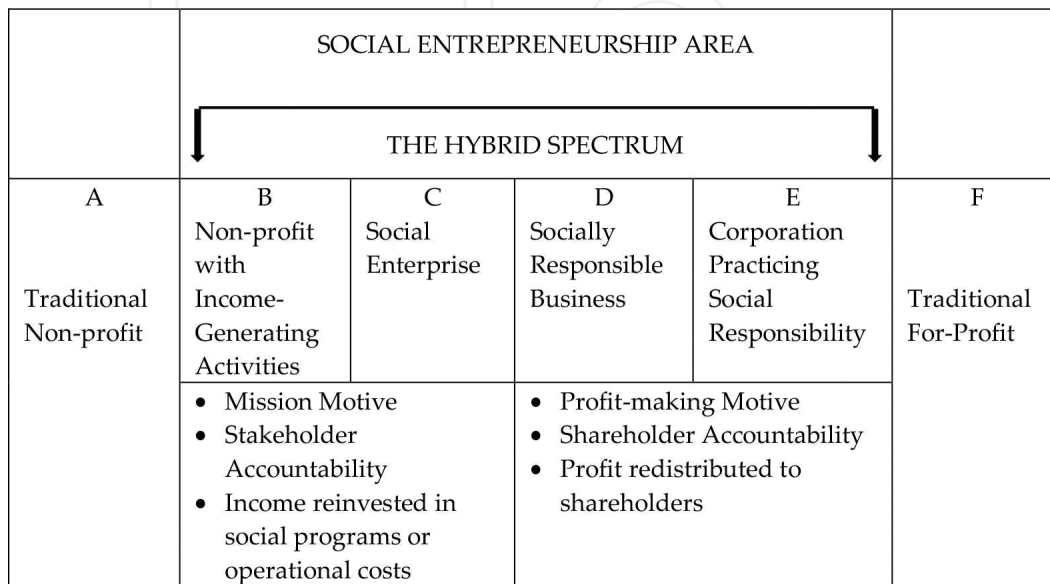 SOCIAL ENTREPRENEURSHIP AREA
THE HYBRID SPECTRUM
A
Traditional
Non-profit
B
Non-profit
with
Income-
Generating
Activities
C
Social
Enterprise
D
Socially
Responsible
Business
E
Corporation
Practicing
Social
Responsibility
F
Traditional
For-Profit
• Mission Motive
• Stakeholder
Accountability
• Income reinvested in
social programs or
operational costs
• Profit-making Motive
• Shareholder Accountability
• Profit redistributed to
shareholders